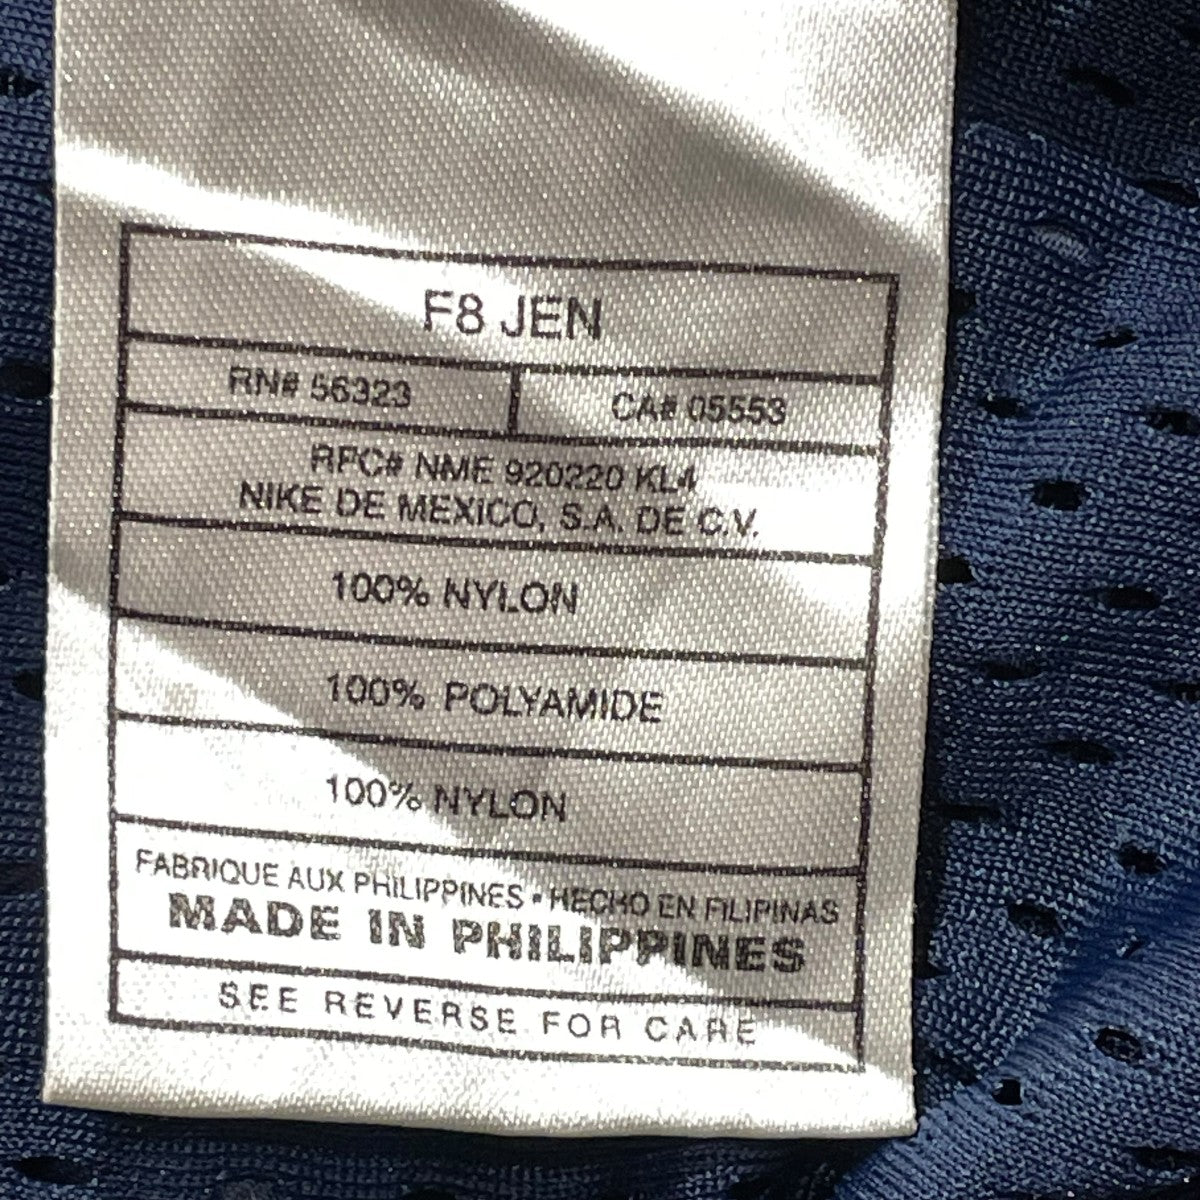 F8 JEN
RN# 56323
CA# 05553
RFC# NME 920220 KL4
NIKE DE MEXICO, S.A. DE C.V.
100% NYLON
100% POLYAMIDE
100% NYLON
FABRIQUE AUX PHILIPPINES • HECHO EN FILIPINAS
MADE IN PHILIPPINES
SEE REVERSE FOR CARE